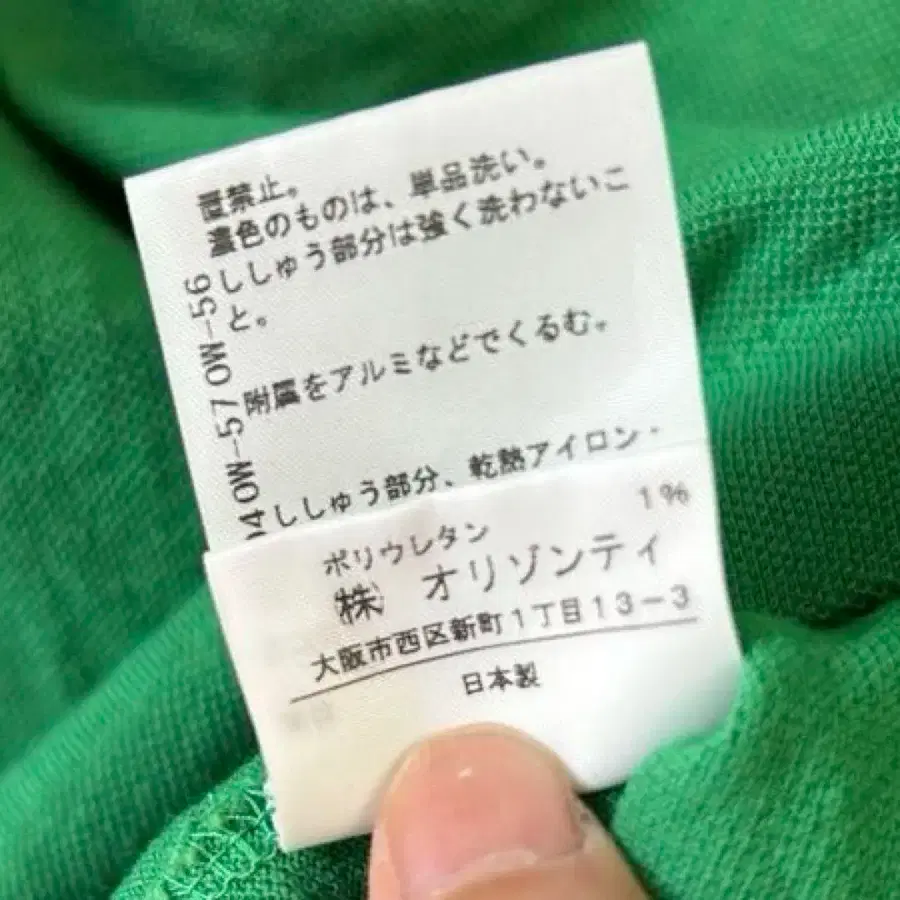 置禁止。
濃色のものは、単品洗い。
ししゅう部分は強く洗わないこ
と。
附属をアルミなどでくるむ。
ししゅう部分、乾熱アイロン・
04OW-57OW-56
ポリウレタン 1%
㈱ オリゾンティ
大阪市西区新町1丁目13-3
日本製